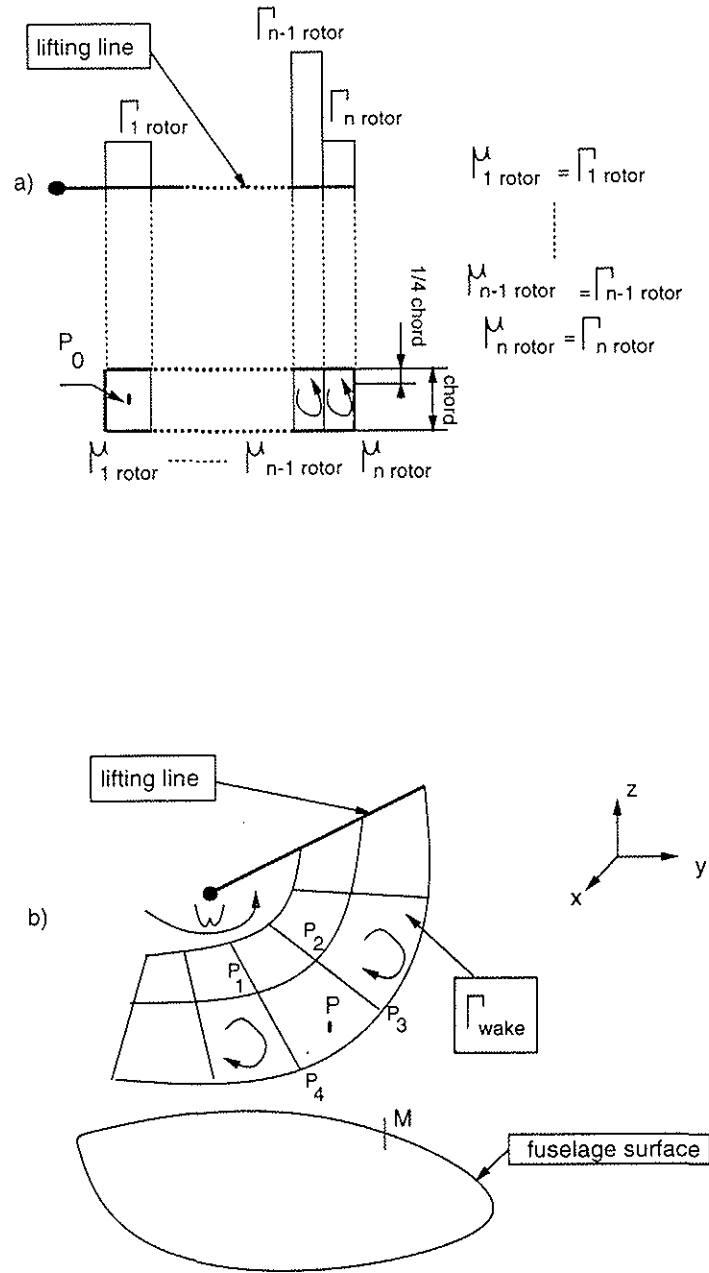 Γn-1 rotor
lifting line
Γ1 rotor
Γn rotor
a)
μ1 rotor = Γ1 rotor
μn-1 rotor = Γn-1 rotor
μn rotor = Γn rotor
1/4 chord
chord
P0
μ1 rotor
μn-1 rotor
μn rotor
lifting line
z
y
x
b)
W
P2
P1
P
P3
Γwake
P4
M
fuselage surface